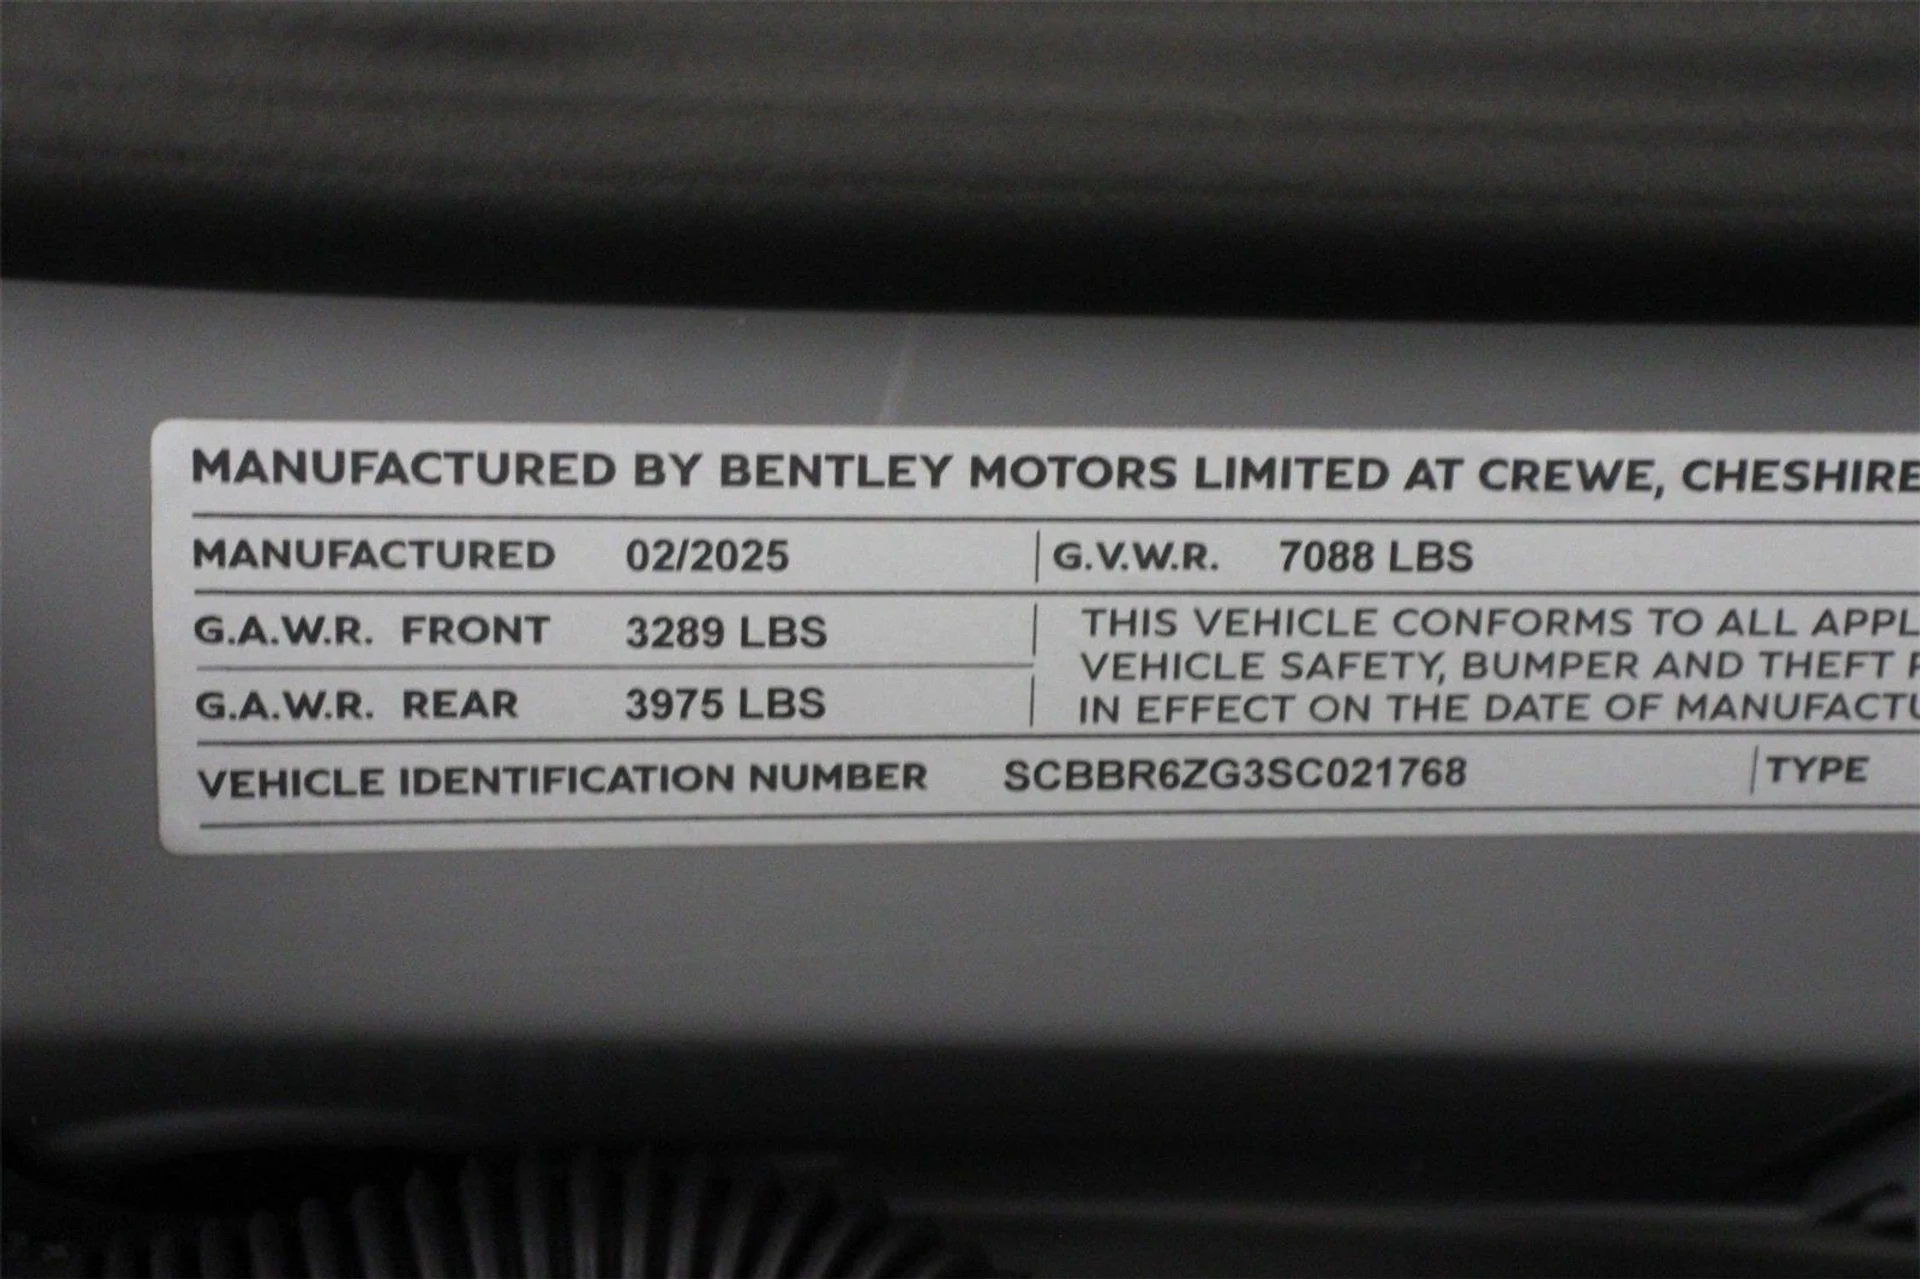 MANUFACTURED BY BENTLEY MOTORS LIMITED AT CREWE, CHESHIRE
MANUFACTURED 02/2025 G.V.W.R. 7088 LBS
G.A.W.R. FRONT 3289 LBS
THIS VEHICLE CONFORMS TO ALL APPL
VEHICLE SAFETY, BUMPER AND THEFT
G.A.W.R. REAR 3975 LBS
IN EFFECT ON THE DATE OF MANUFACTU
VEHICLE IDENTIFICATION NUMBER SCBBR6ZG3SC021768 TYPE